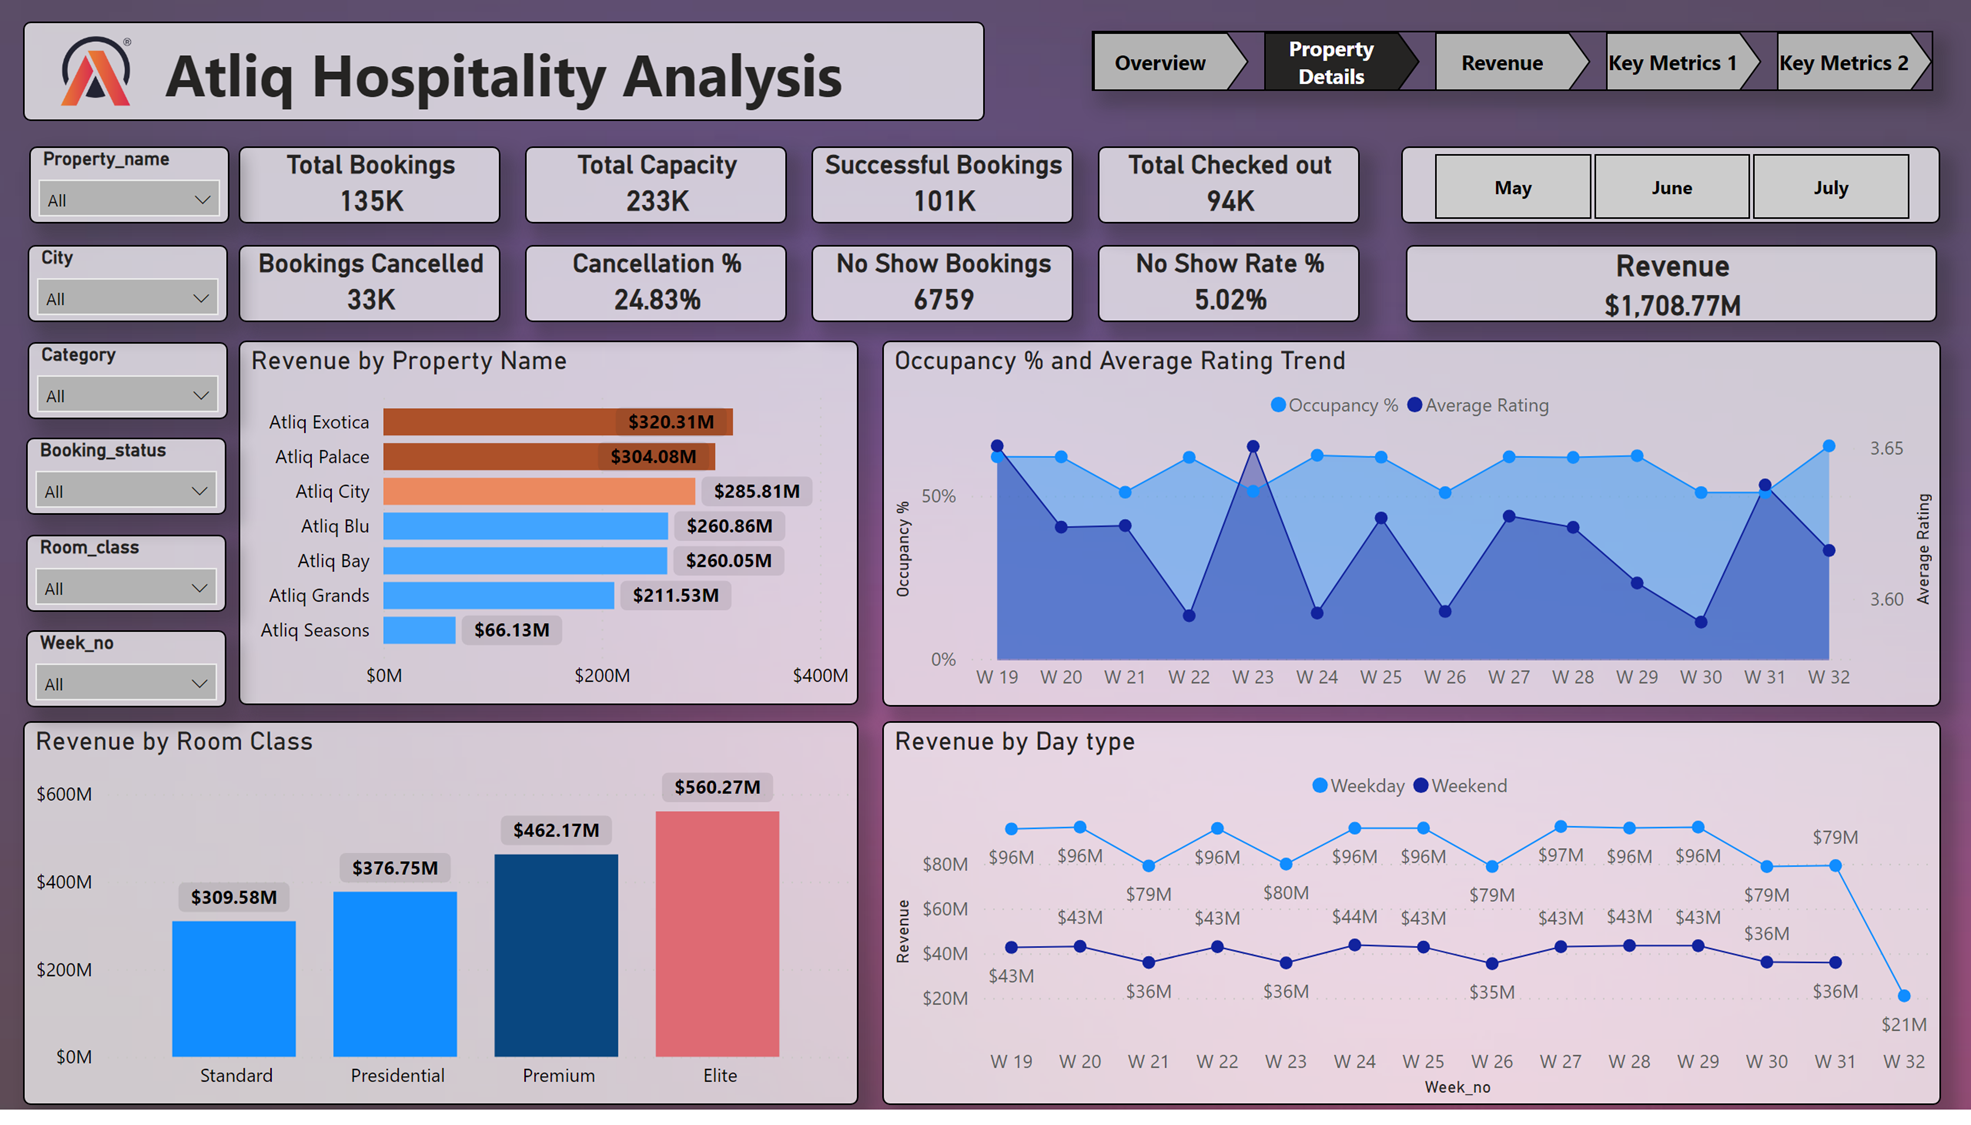 ®
Atliq Hospitality Analysis
Overview
Property
Details
Revenue
Key Metrics 1
Key Metrics 2
Property_name
All
Total Bookings
135K
Total Capacity
233K
Successful Bookings
101K
Total Checked out
94K
May
June
July
City
All
Bookings Cancelled
33K
Cancellation %
24.83%
No Show Bookings
6759
No Show Rate %
5.02%
Revenue
$1,708.77M
Category
All
Booking_status
All
Room_class
All
Week_no
All
Revenue by Property Name
Atliq Exotica $320.31M
Atliq Palace $304.08M
Atliq City $285.81M
Atliq Blu $260.86M
Atliq Bay $260.05M
Atliq Grands $211.53M
Atliq Seasons $66.13M
$0M $200M $400M
Occupancy % and Average Rating Trend
Occupancy % Average Rating
3.65
50%
3.60
0%
Occupancy %
Average Rating
W 19 W 20 W 21 W 22 W 23 W 24 W 25 W 26 W 27 W 28 W 29 W 30 W 31 W 32
Revenue by Room Class
$600M
$400M
$200M
$0M
$309.58M
$376.75M
$462.17M
$560.27M
Standard Presidential Premium Elite
Revenue by Day type
Weekday Weekend
$80M
$60M
$40M
$20M
Revenue
$96M $96M $79M $96M $80M $96M $96M $79M $97M $96M $96M $79M $79M $21M
$43M $43M $36M $43M $36M $44M $43M $35M $43M $43M $43M $36M $36M
W 19 W 20 W 21 W 22 W 23 W 24 W 25 W 26 W 27 W 28 W 29 W 30 W 31 W 32
Week_no